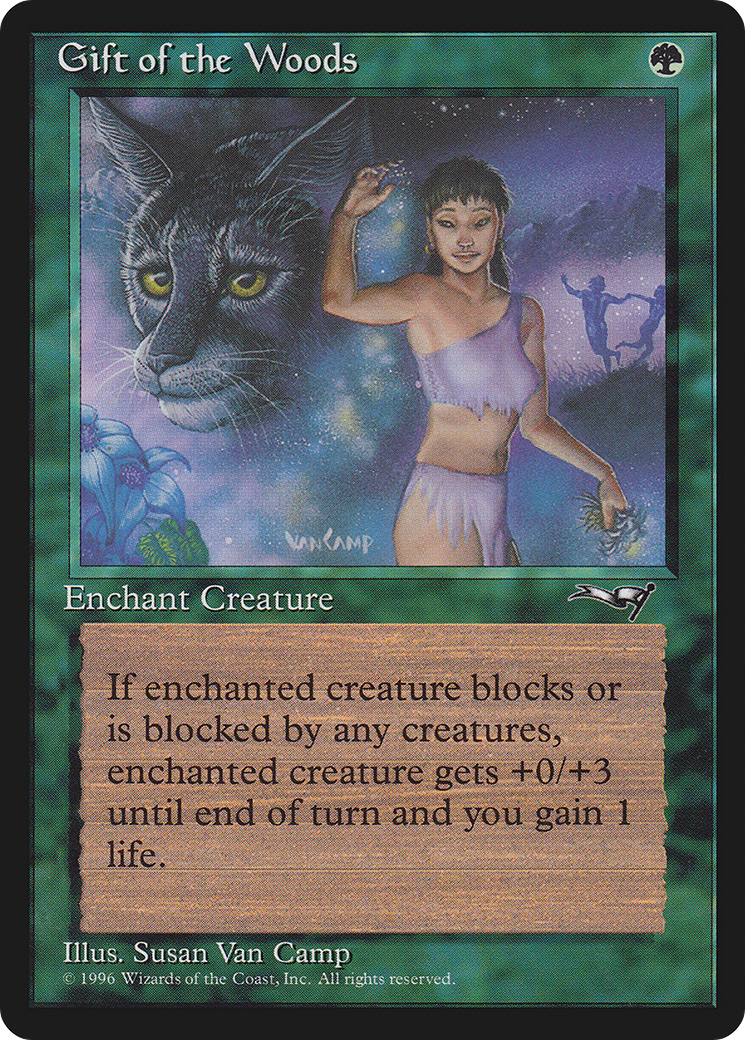 Gift of the Woods
VANCAMP
Enchant Creature
If enchanted creature blocks or
is blocked by any creatures,
enchanted creature gets +0/+3
until end of turn and you gain 1
life.
Illus. Susan Van Camp
© 1996 Wizards of the Coast, Inc. All rights reserved.